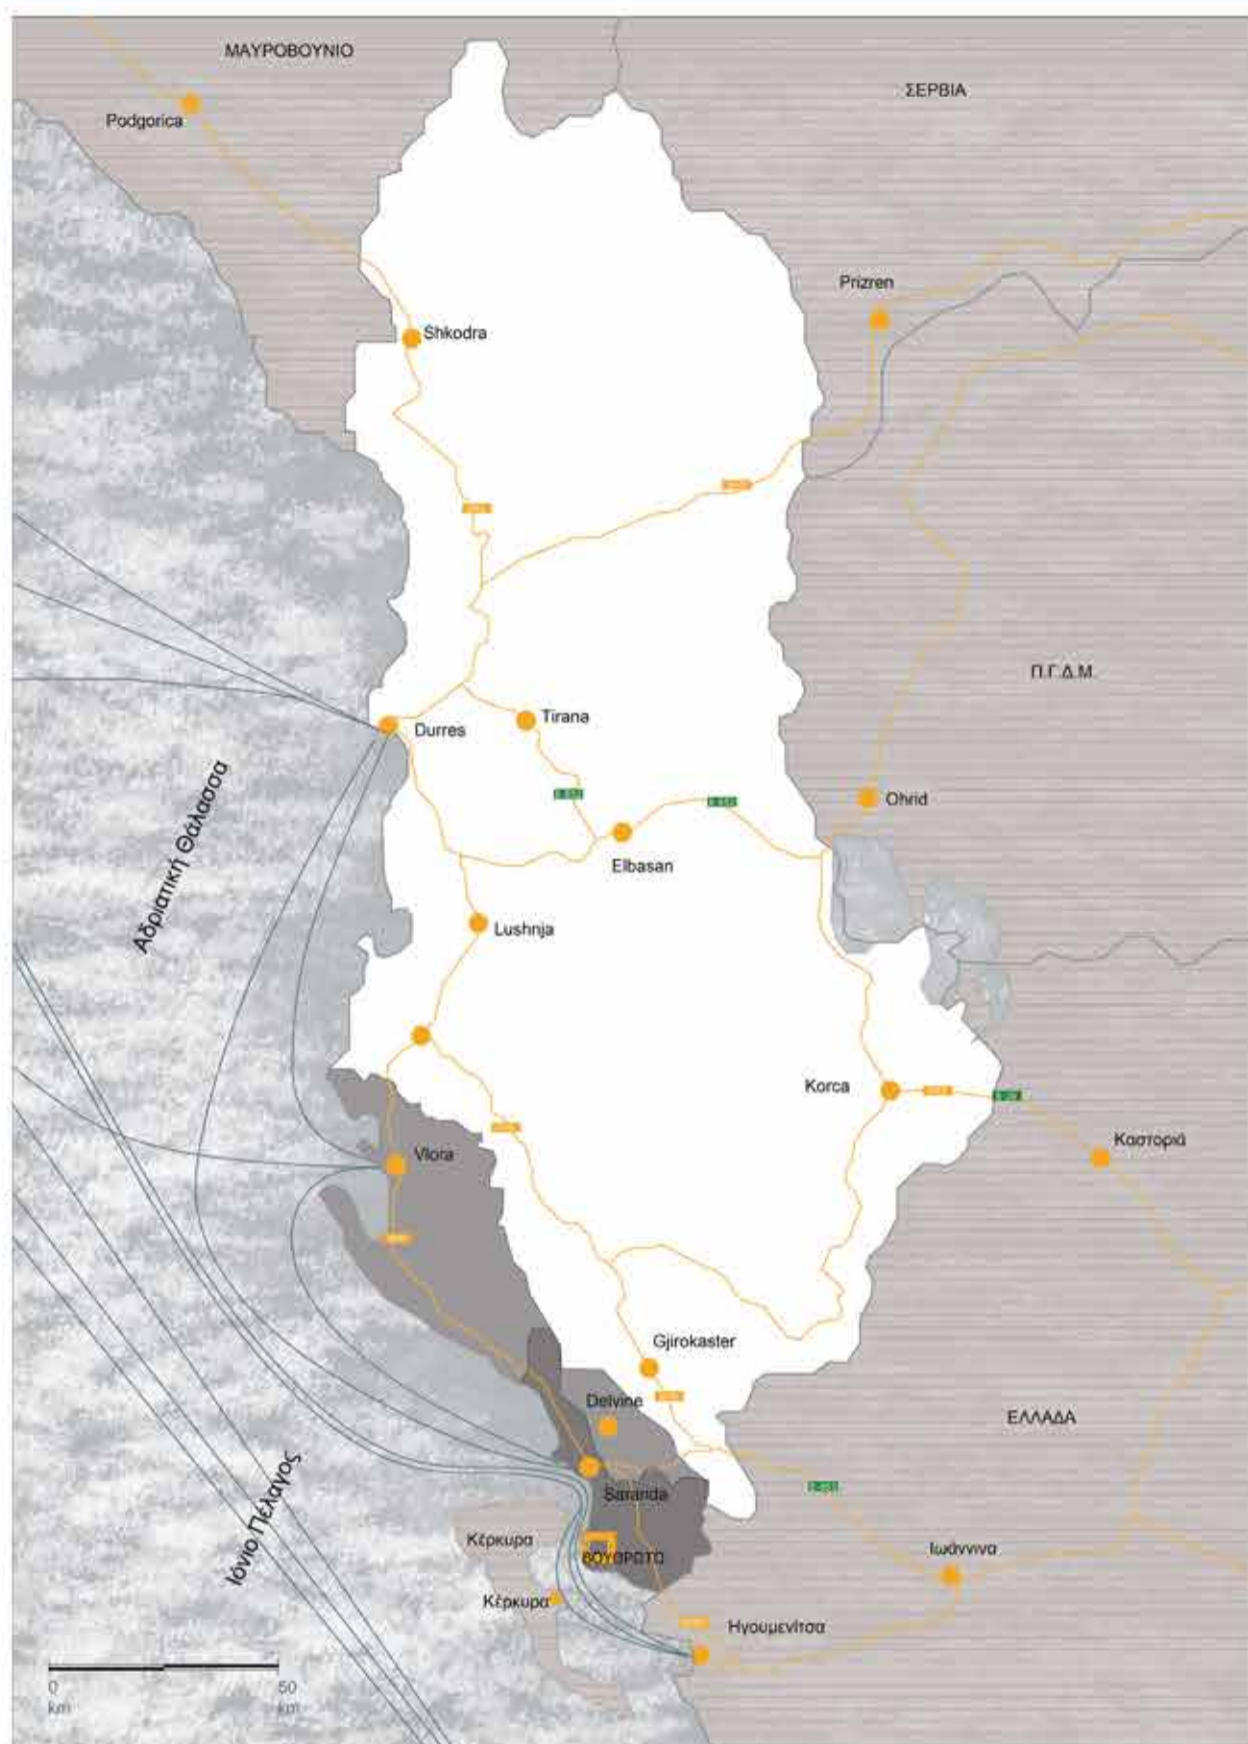 ΜΑΥΡΟΒΟΥΝΙΟ
ΣΕΡΒΙΑ
Podgorica
Prizren
Shkodra
Π.Γ.Δ.Μ.
Tirana
Durres
Ohrid
Αδριατική Θάλασσα
Elbasan
Lushnja
Korca
Καστοριά
Vlora
Gjirokaster
Delvine
ΕΛΛΑΔΑ
Saranda
Ιόνιο Πέλαγος
Κέρκυρα
ΒΟΥΘΡΩΤΟ
Ιωάννινα
Κέρκυρα
Ηγουμενίτσα
0 50
km km